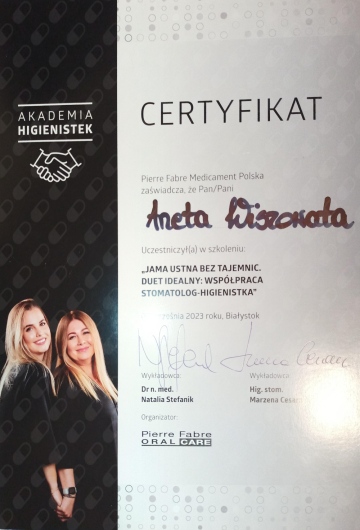 AKADEMIA
HIGIENISTEK
CERTYFIKAT
Pierre Fabre Medicament Polska
zaświadcza, że Pan/Pani
Aneta
Uczestniczył(a) w szkoleniu:
„JAMA USTNA BEZ TAJEMNIC.
DUET IDEALNY: WSPÓŁPRACA
STOMATOLOG-HIGIENISTKA”
2023 roku, Białystok
Wykładowca:
Dr n. med.
Natalia Stefanik
Wykładowca:
Hig. stom.
Marzena
Organizator:
Pierre Fabre
ORAL CARE